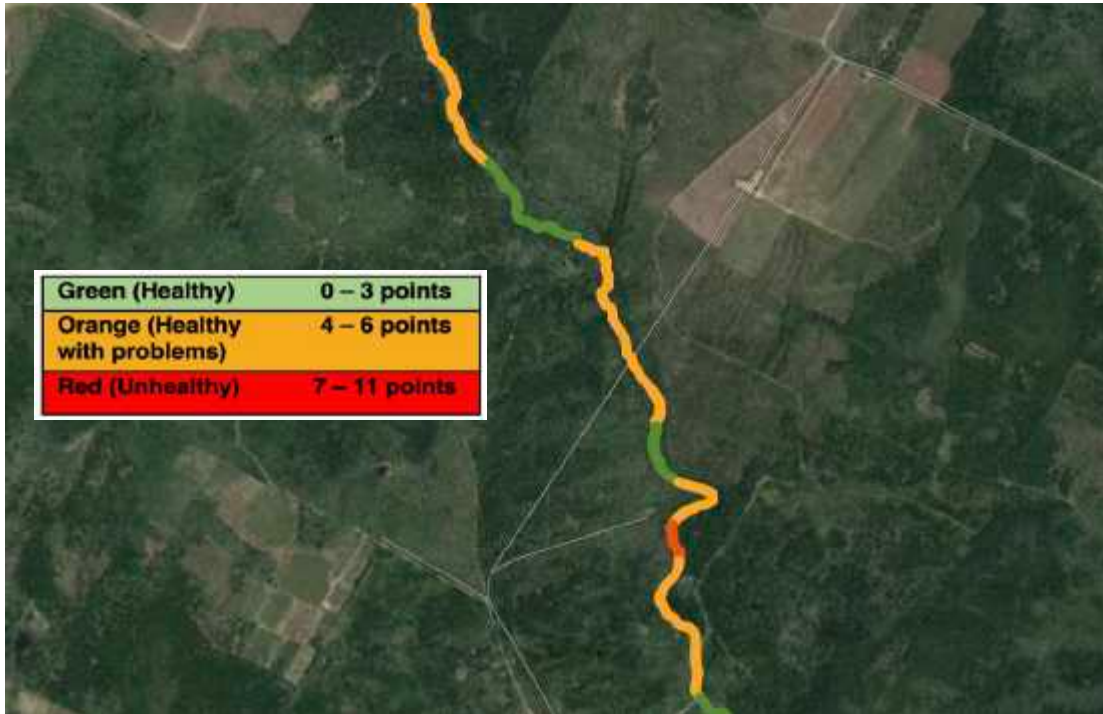 Green (Healthy) 0 – 3 points
Orange (Healthy 4 – 6 points
with problems)
Red (Unhealthy) 7 – 11 points